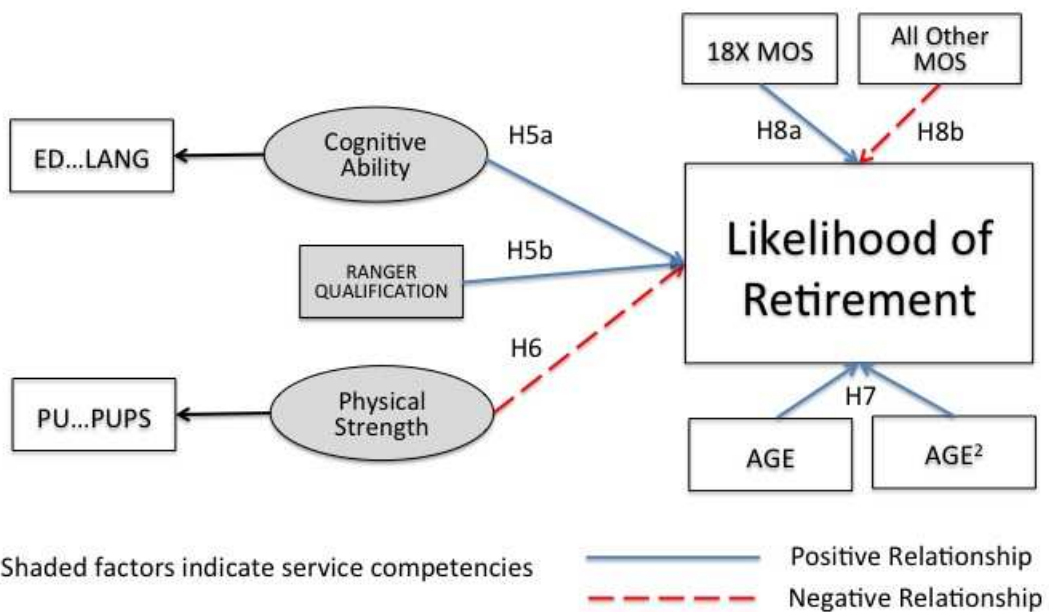 18X MOS
All Other
MOS
H8a
H8b
ED...LANG
Cognitive
Ability
H5a
RANGER
QUALIFICATION
H5b
Likelihood of
Retirement
H6
PU...PUPS
Physical
Strength
H7
AGE
AGE²
Shaded factors indicate service competencies
Positive Relationship
Negative Relationship